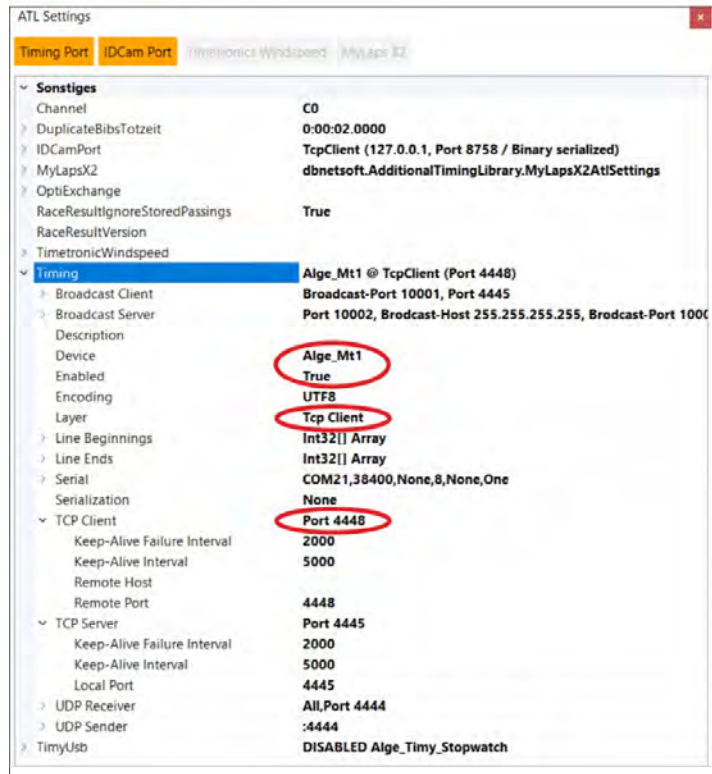 ATL Settings
x
Timing Port IDCam Port Timetronics Windspeed MyLaps X2
Sonstiges
Channel C0
DuplicateBibsTotzeit 0:00:02.0000
IDCamPort TcpClient (127.0.0.1, Port 8758 / Binary serialized)
MyLapsX2 dbnetsoft.AdditionalTimingLibrary.MyLapsX2AtlSettings
OptiExchange
RaceResultIgnoreStoredPassings True
RaceResultVersion
TimetronicWindspeed
Timing Alge_Mt1 @ TcpClient (Port 4448)
Broadcast Client Broadcast-Port 10001, Port 4445
Broadcast Server Port 10002, Brodcast-Host 255.255.255.255, Brodcast-Port 1000
Description
Device Alge_Mt1
Enabled True
Encoding UTF8
Layer Tcp Client
Line Beginnings Int32[] Array
Line Ends Int32[] Array
Serial COM21,38400,None,8,None,One
Serialization None
TCP Client Port 4448
Keep-Alive Failure Interval 2000
Keep-Alive Interval 5000
Remote Host
Remote Port 4448
TCP Server Port 4445
Keep-Alive Failure Interval 2000
Keep-Alive Interval 5000
Local Port 4445
UDP Receiver All,Port 4444
UDP Sender :4444
TimyUsb DISABLED Alge_Timy_Stopwatch